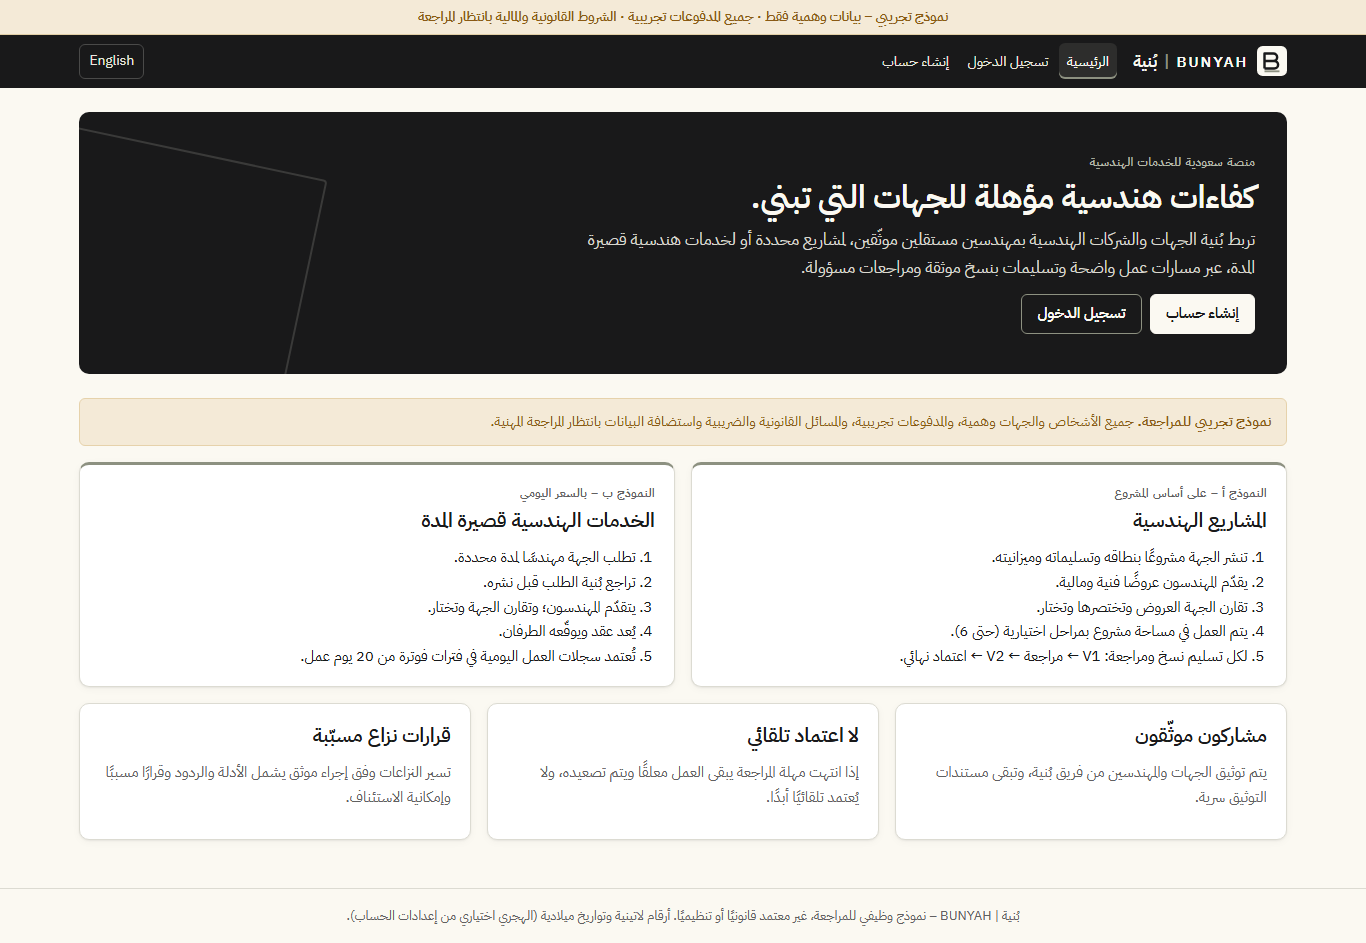 نموذج تجريبي – بيانات وهمية فقط · جميع المدفوعات تجريبية · الشروط القانونية والمالية بانتظار المراجعة
BUNYAH | بُنية
الرئيسية
تسجيل الدخول
إنشاء حساب
English
منصة سعودية للخدمات الهندسية
كفاءات هندسية مؤهلة للجهات التي تبني.
تربط بُنية الجهات والشركات الهندسية بمهندسين مستقلين موثّقين، لمشاريع محددة أو لخدمات هندسية قصيرة
المدة، عبر مسارات عمل واضحة وتسليمات بنسخ موثقة ومراجعات مسؤولة.
إنشاء حساب
تسجيل الدخول
نموذج تجريبي للمراجعة. جميع الأشخاص والجهات وهمية، والمدفوعات تجريبية، والمسائل القانونية والضريبية واستضافة البيانات بانتظار المراجعة المهنية.
النموذج أ – على أساس المشروع
المشاريع الهندسية
1. تنشر الجهة مشروعًا بنطاقه وتسليماته وميزانيته.
2. يقدّم المهندسون عروضًا فنية ومالية.
3. تقارن الجهة العروض وتختصرها وتختار.
4. يتم العمل في مساحة مشروع بمراحل اختيارية (حتى 6).
5. لكل تسليم نسخ ومراجعة: V1 ← مراجعة ← V2 ← اعتماد نهائي.
النموذج ب – بالسعر اليومي
الخدمات الهندسية قصيرة المدة
1. تطلب الجهة مهندسًا لمدة محددة.
2. تراجع بُنية الطلب قبل نشره.
3. يتقدّم المهندسون؛ وتقارن الجهة وتختار.
4. يُعد عقد ويوقّعه الطرفان.
5. تُعتمد سجلات العمل اليومية في فترات فوترة من 20 يوم عمل.
مشاركون موثّقون
يتم توثيق الجهات والمهندسين من فريق بُنية، وتبقى مستندات
التوثيق سرية.
لا اعتماد تلقائي
إذا انتهت مهلة المراجعة يبقى العمل معلقًا ويتم تصعيده، ولا
يُعتمد تلقائيًا أبدًا.
قرارات نزاع مسبّبة
تسير النزاعات وفق إجراء موثق يشمل الأدلة والردود وقرارًا مسببًا
وإمكانية الاستئناف.
بُنية | BUNYAH – نموذج وظيفي للمراجعة، غير معتمد قانونيًا أو تنظيميًا. أرقام لاتينية وتواريخ ميلادية (الهجري اختياري من إعدادات الحساب).